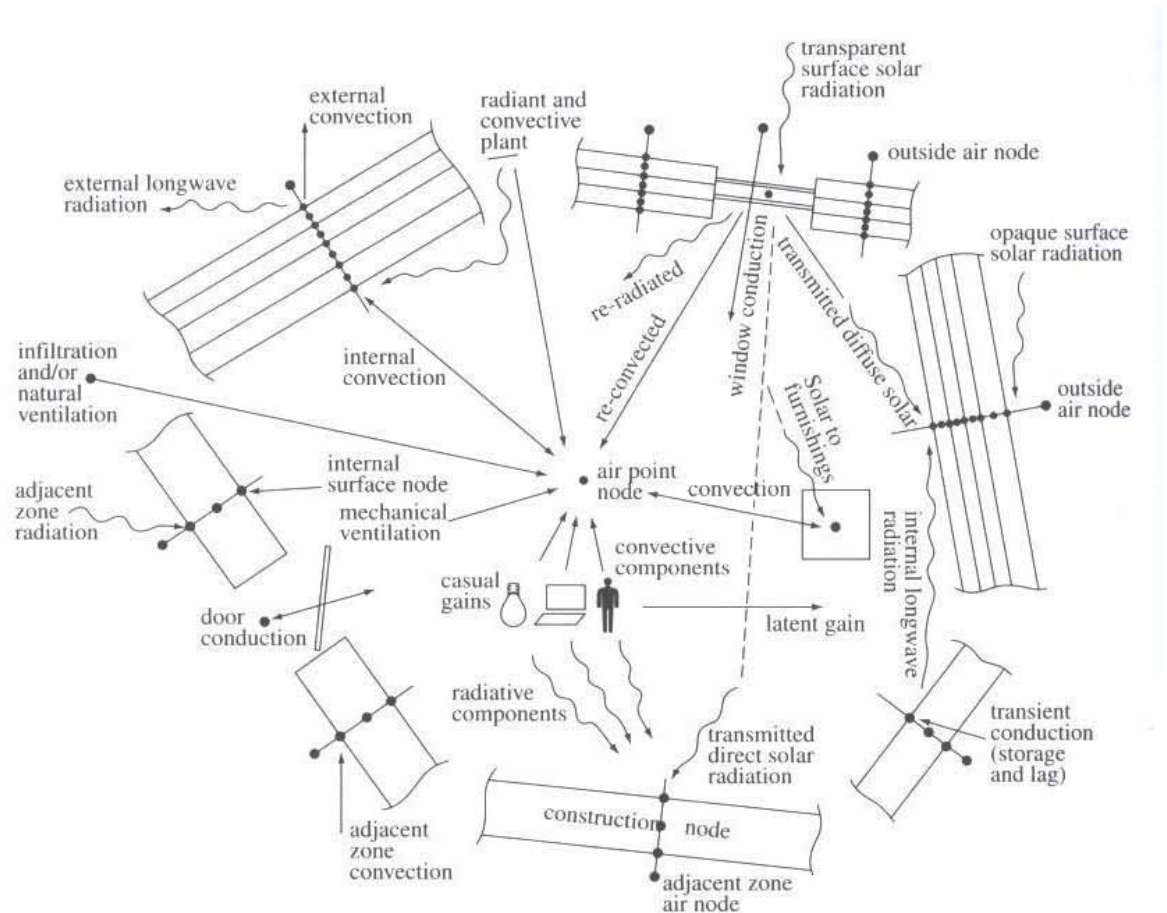 transparent
surface solar
radiation
external
convection
radiant and
convective
plant
outside air node
external longwave
radiation
opaque surface
solar radiation
re-radiated
window conduction
transmitted diffuse solar
re-convected
infiltration
and/or
natural
ventilation
internal
convection
Solar to
furnishings
outside
air node
internal
surface node
air point
node
convection
adjacent
zone
radiation
mechanical
ventilation
internal longwave
radiation
convective
components
casual
gains
door
conduction
latent gain
radiative
components
transmitted
direct solar
radiation
transient
conduction
(storage
and lag)
construction node
adjacent
zone
convection
adjacent zone
air node